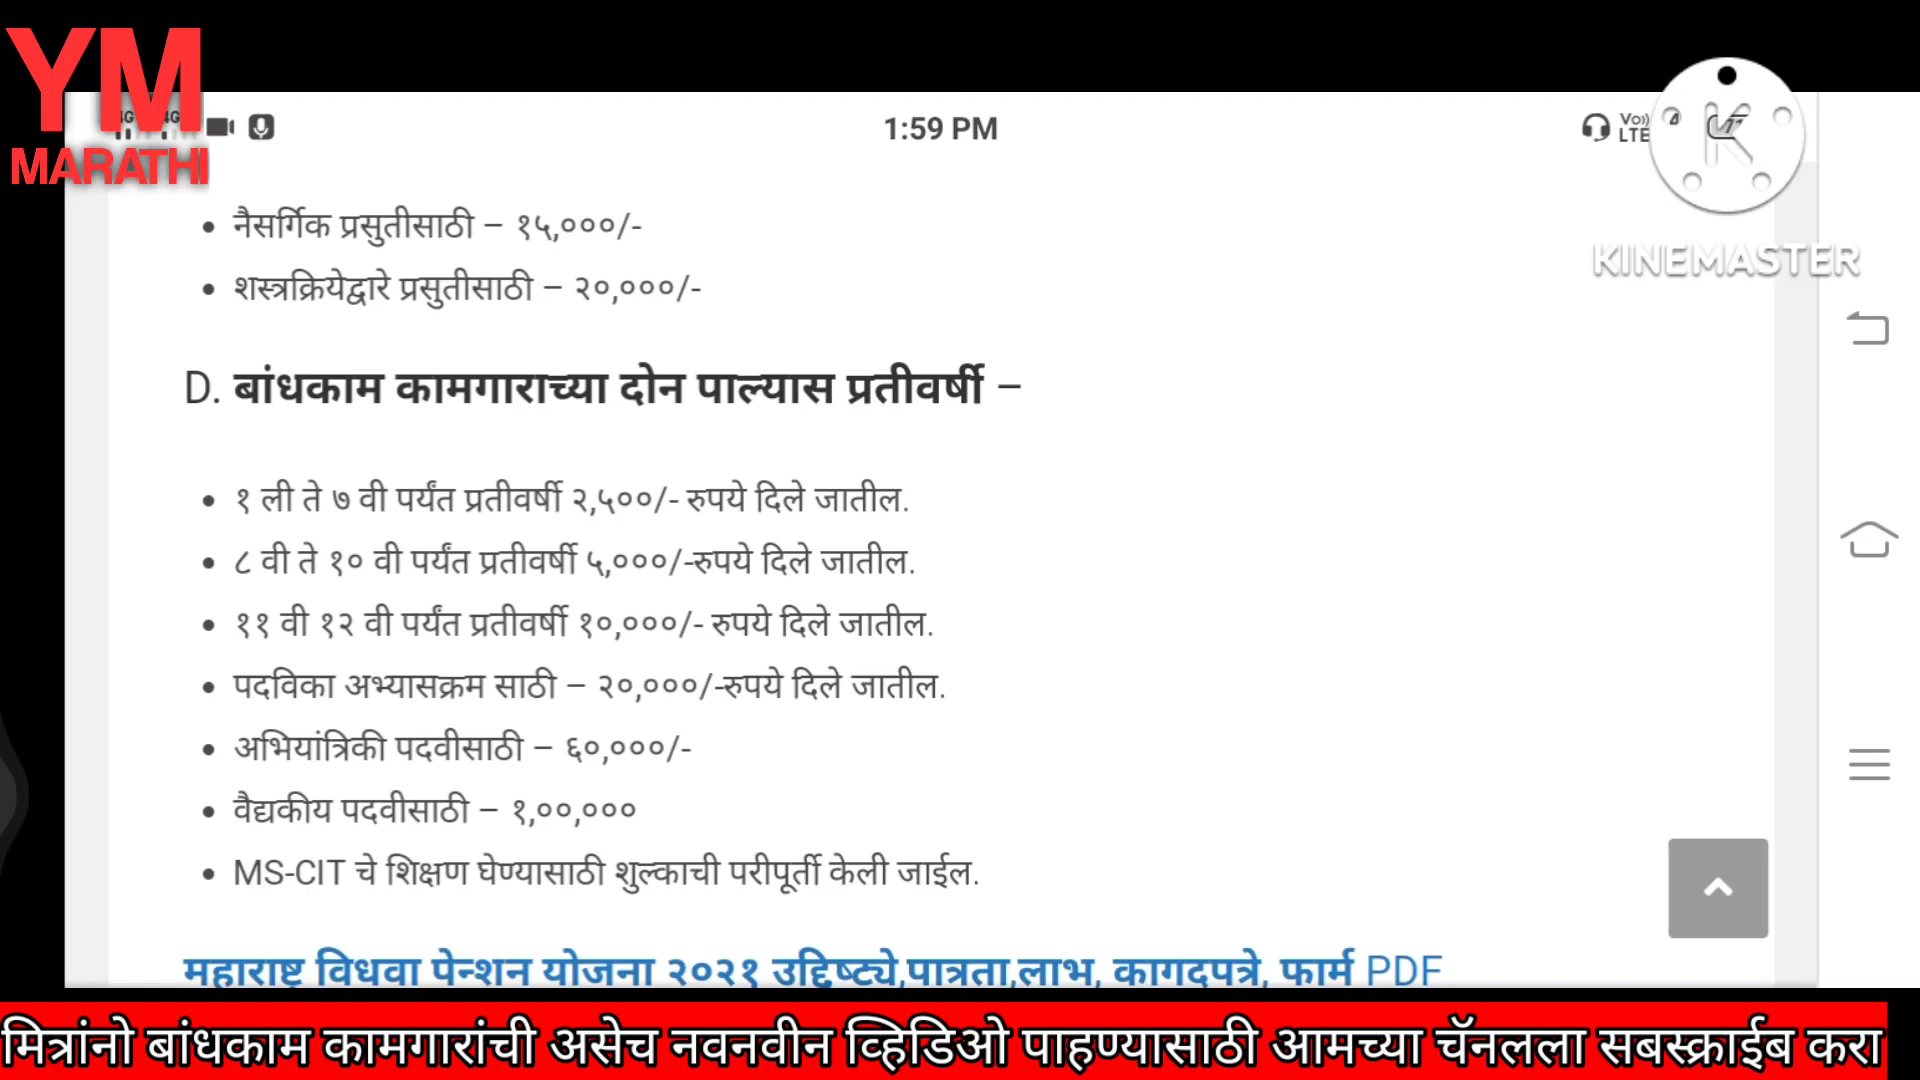 YM
MARATHI
4G 4G
1:59 PM
Vo))
LTE
KINEMASTER
• नैसर्गिक प्रसुतीसाठी – १५,०००/-
• शस्त्रक्रियेद्वारे प्रसुतीसाठी – २०,०००/-
D. बांधकाम कामगाराच्या दोन पाल्यास प्रतीवर्षी –
• १ ली ते ७ वी पर्यंत प्रतीवर्षी २,५००/- रुपये दिले जातील.
• ८ वी ते १० वी पर्यंत प्रतीवर्षी ५,०००/-रुपये दिले जातील.
• ११ वी १२ वी पर्यंत प्रतीवर्षी १०,०००/- रुपये दिले जातील.
• पदविका अभ्यासक्रम साठी – २०,०००/-रुपये दिले जातील.
• अभियांत्रिकी पदवीसाठी – ६०,०००/-
• वैद्यकीय पदवीसाठी – १,००,०००
• MS-CIT चे शिक्षण घेण्यासाठी शुल्काची परीपूर्ती केली जाईल.
महाराष्ट्र विधवा पेन्शन योजना २०२१ उद्दिष्ट्ये,पात्रता,लाभ, कागदपत्रे, फार्म PDF
मित्रांनो बांधकाम कामगारांची असेच नवनवीन व्हिडिओ पाहण्यासाठी आमच्या चॅनलला सबस्क्राईब करा